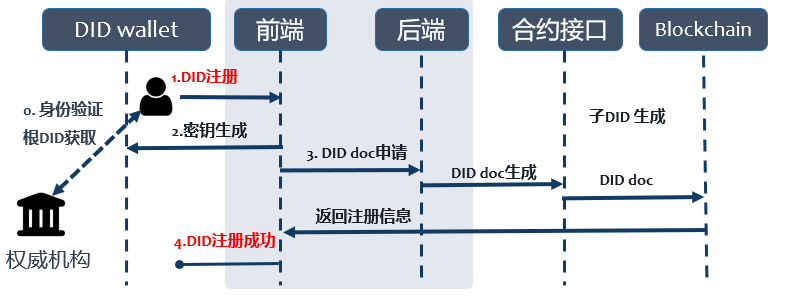 DID wallet
前端
后端
合约接口
Blockchain
1.DID注册
0. 身份验证
根DID获取
2.密钥生成
子DID 生成
3. DID doc申请
DID doc生成
DID doc
返回注册信息
4.DID注册成功
权威机构